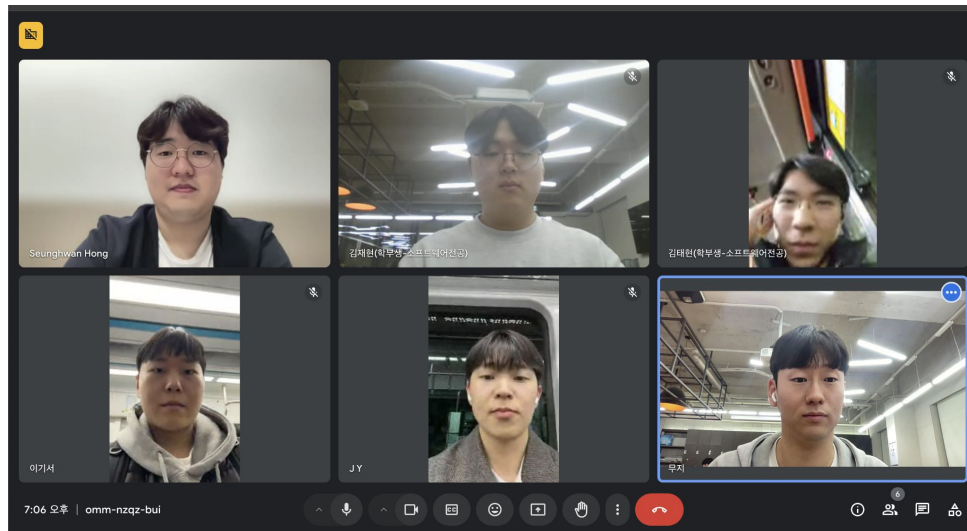 Seunghwan Hong
김재현(학부생-소프트웨어전공)
김태현(학부생-소프트웨어전공)
이기서
J Y
무지
7:06 오후 | omm-nzqz-bui
CC
6